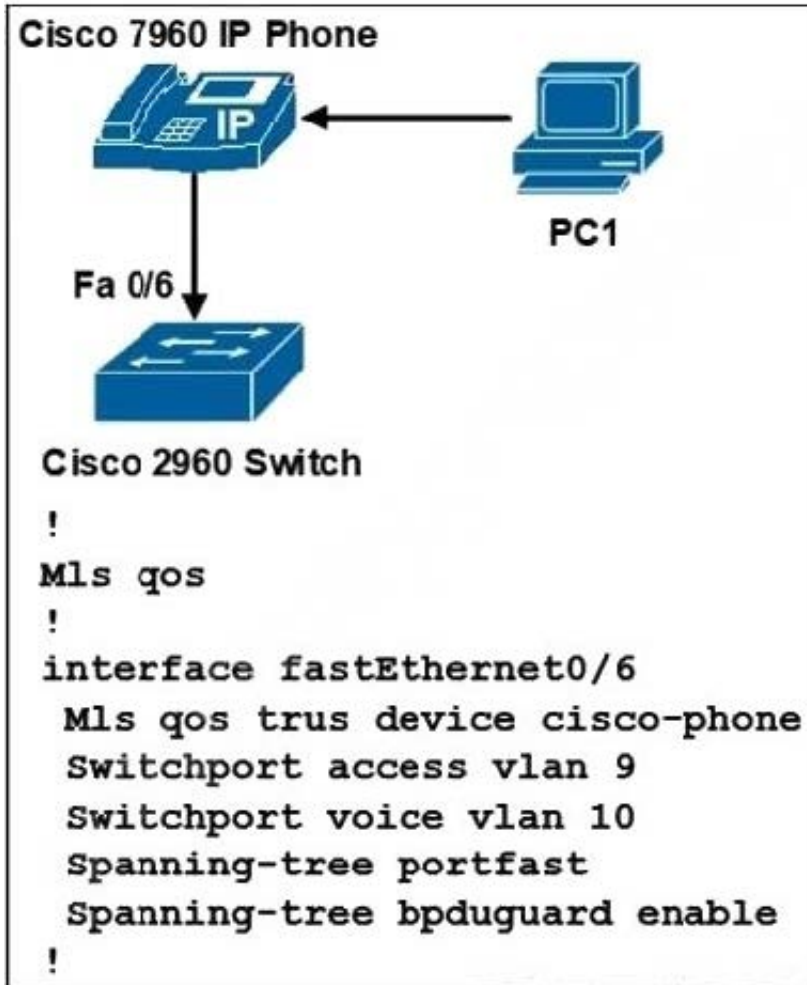 Cisco 7960 IP Phone
IP
PC1
Fa 0/6
Cisco 2960 Switch
!
Mls qos
!
interface fastEthernet0/6
Mls qos trus device cisco-phone
Switchport access vlan 9
Switchport voice vlan 10
Spanning-tree portfast
Spanning-tree bpduguard enable
!